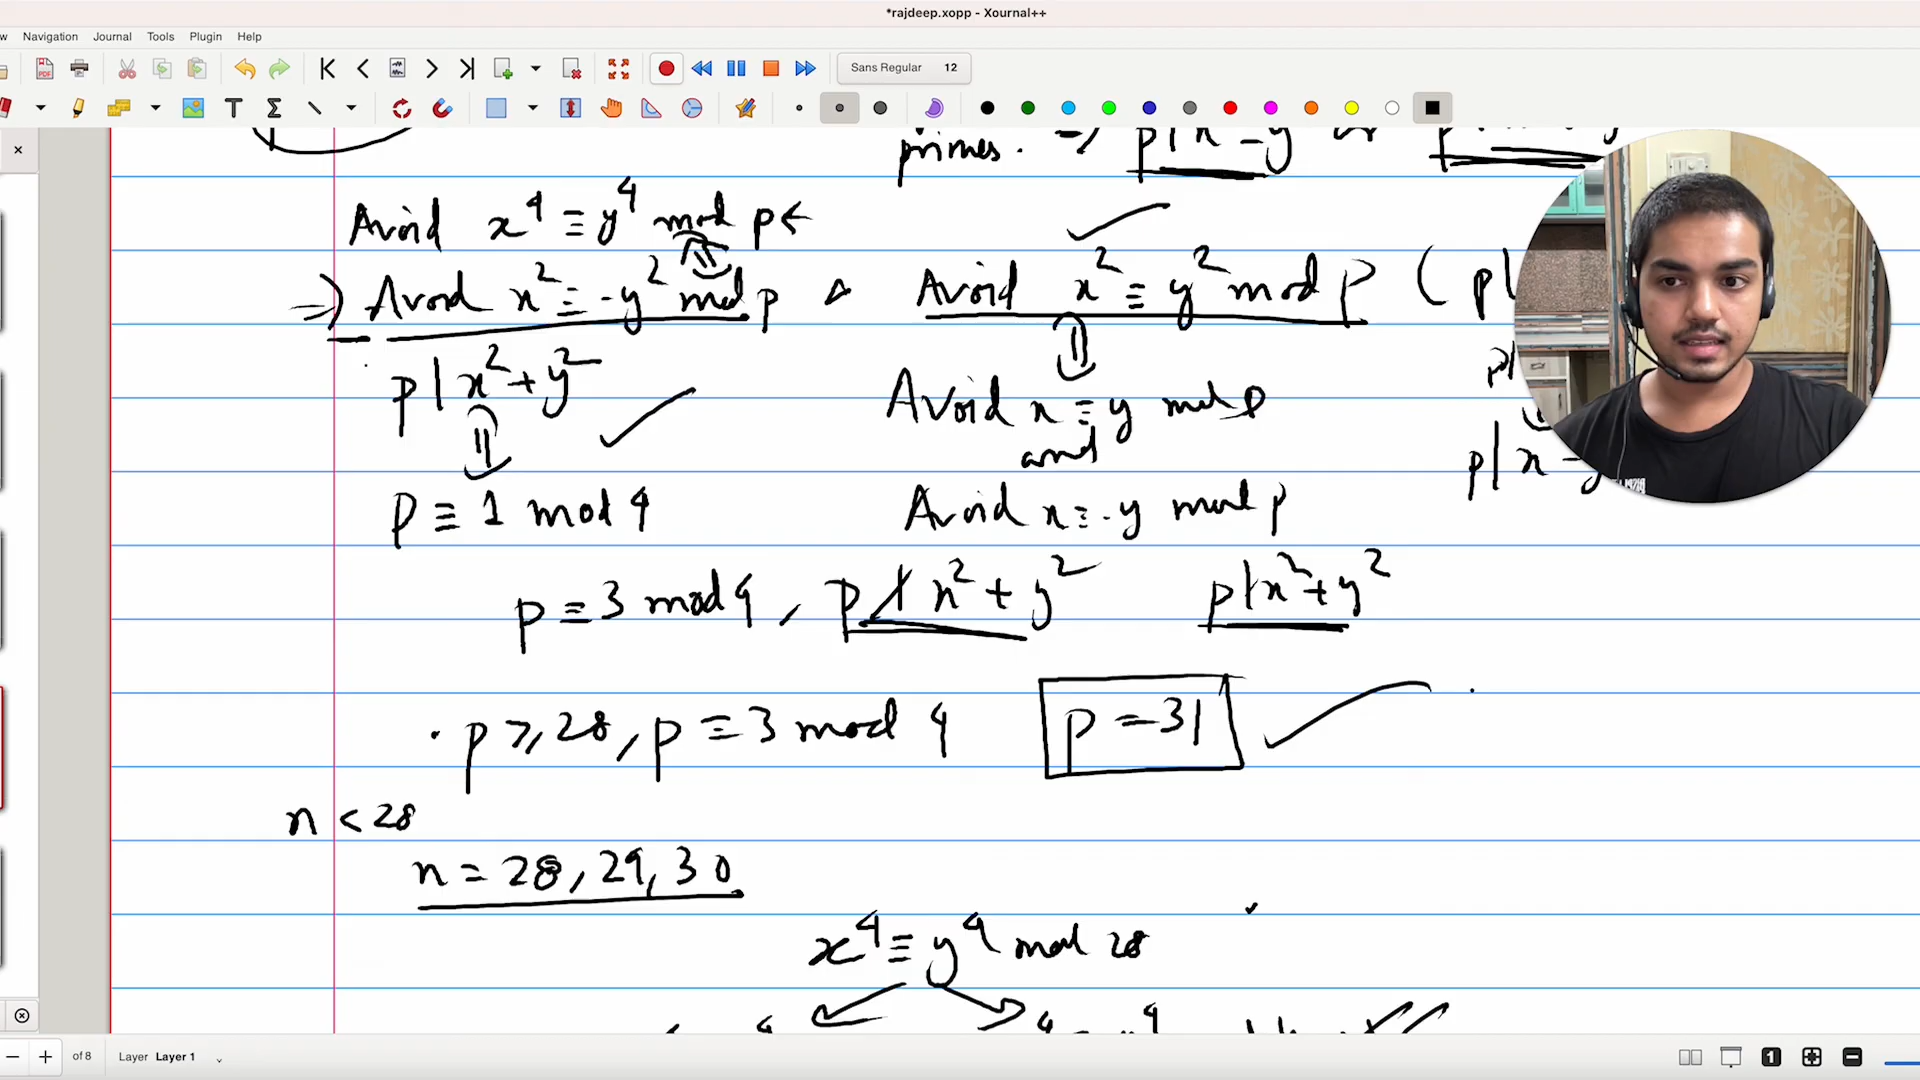 *rajdeep.xopp - Xournal++
w Navigation Journal Tools Plugin Help
Sans Regular 12
primes. => p|x-y or
Avoid x⁴ ≡ y⁴ mod p ←
=> Avoid x² ≡ -y² mod p & Avoid x² ≡ y² mod p ( p|
p | x² + y²
Avoid x ≡ y mod p
and
p | x - y
p ≡ 1 mod 4 Avoid x ≡ -y mod p
p ≡ 3 mod 4, p ∤ x² + y² p | x² + y²
. p ⩾ 28, p ≡ 3 mod 4 p = 31
n < 28
n = 28, 29, 30
x⁴ ≡ y⁴ mod 28
of 8 Layer Layer 1